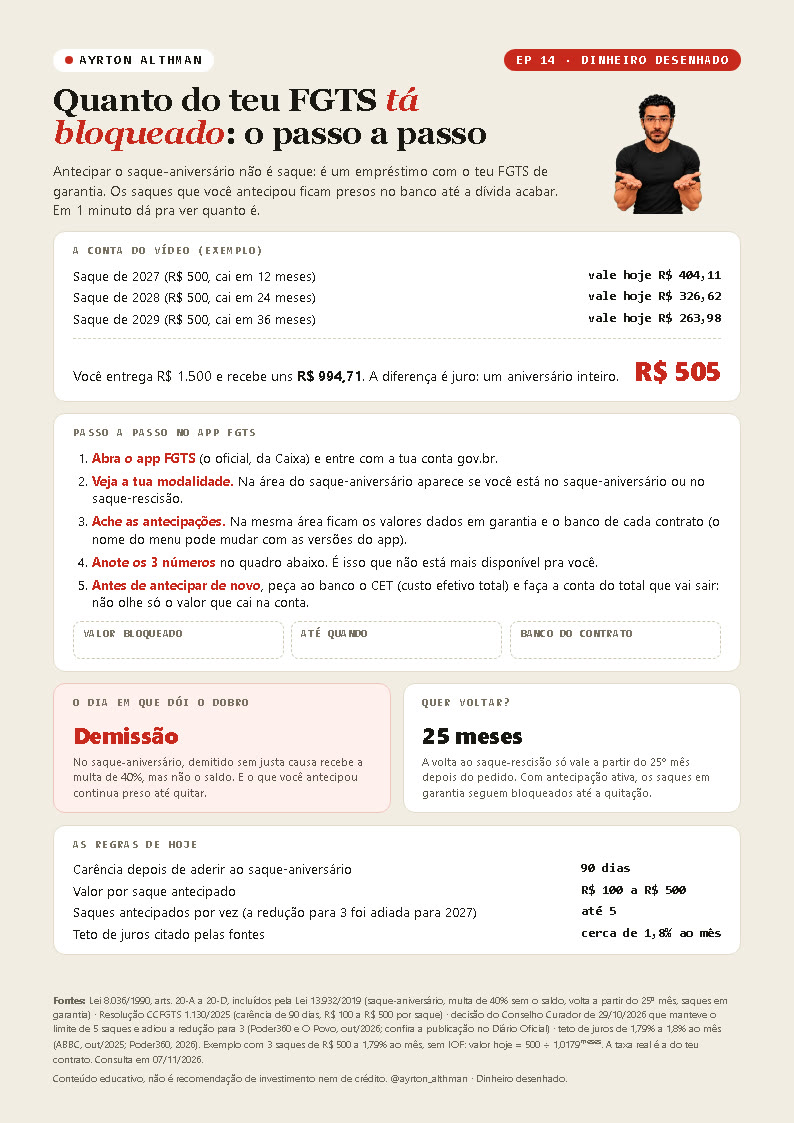 AYRTON ALTHMAN
EP 14 · DINHEIRO DESENHADO
Quanto do teu FGTS tá
bloqueado: o passo a passo
Antecipar o saque-aniversário não é saque: é um empréstimo com o teu FGTS de
garantia. Os saques que você antecipou ficam presos no banco até a dívida acabar.
Em 1 minuto dá pra ver quanto é.
A CONTA DO VÍDEO (EXEMPLO)
Saque de 2027 (R$ 500, cai em 12 meses) vale hoje R$ 404,11
Saque de 2028 (R$ 500, cai em 24 meses) vale hoje R$ 326,62
Saque de 2029 (R$ 500, cai em 36 meses) vale hoje R$ 263,98
Você entrega R$ 1.500 e recebe uns R$ 994,71. A diferença é juro: um aniversário inteiro. R$ 505
PASSO A PASSO NO APP FGTS
1. Abra o app FGTS (o oficial, da Caixa) e entre com a tua conta gov.br.
2. Veja a tua modalidade. Na área do saque-aniversário aparece se você está no saque-aniversário ou no
saque-rescisão.
3. Ache as antecipações. Na mesma área ficam os valores dados em garantia e o banco de cada contrato (o
nome do menu pode mudar com as versões do app).
4. Anote os 3 números no quadro abaixo. É isso que não está mais disponível pra você.
5. Antes de antecipar de novo, peça ao banco o CET (custo efetivo total) e faça a conta do total que vai sair:
não olhe só o valor que cai na conta.
VALOR BLOQUEADO
ATÉ QUANDO
BANCO DO CONTRATO
O DIA EM QUE DÓI O DOBRO
Demissão
No saque-aniversário, demitido sem justa causa recebe a
multa de 40%, mas não o saldo. E o que você antecipou
continua preso até quitar.
QUER VOLTAR?
25 meses
A volta ao saque-rescisão só vale a partir do 25º mês
depois do pedido. Com antecipação ativa, os saques em
garantia seguem bloqueados até a quitação.
AS REGRAS DE HOJE
Carência depois de aderir ao saque-aniversário 90 dias
Valor por saque antecipado R$ 100 a R$ 500
Saques antecipados por vez (a redução para 3 foi adiada para 2027) até 5
Teto de juros citado pelas fontes cerca de 1,8% ao mês
Fontes: Lei 8.036/1990, arts. 20-A a 20-D, incluídos pela Lei 13.932/2019 (saque-aniversário, multa de 40% sem o saldo, volta a partir do 25º mês, saques em
garantia) · Resolução CCFGTS 1.130/2025 (carência de 90 dias, R$ 100 a R$ 500 por saque) · decisão do Conselho Curador de 29/10/2026 que manteve o
limite de 5 saques e adiou a redução para 3 (Poder360 e O Povo, out/2026; confira a publicação no Diário Oficial) · teto de juros de 1,79% a 1,8% ao mês
(ABBC, out/2025; Poder360, 2026). Exemplo com 3 saques de R$ 500 a 1,79% ao mês, sem IOF: valor hoje = 500 ÷ 1,0179^meses. A taxa real é a do teu
contrato. Consulta em 07/11/2026.
Conteúdo educativo, não é recomendação de investimento nem de crédito. @ayrton_althman · Dinheiro desenhado.